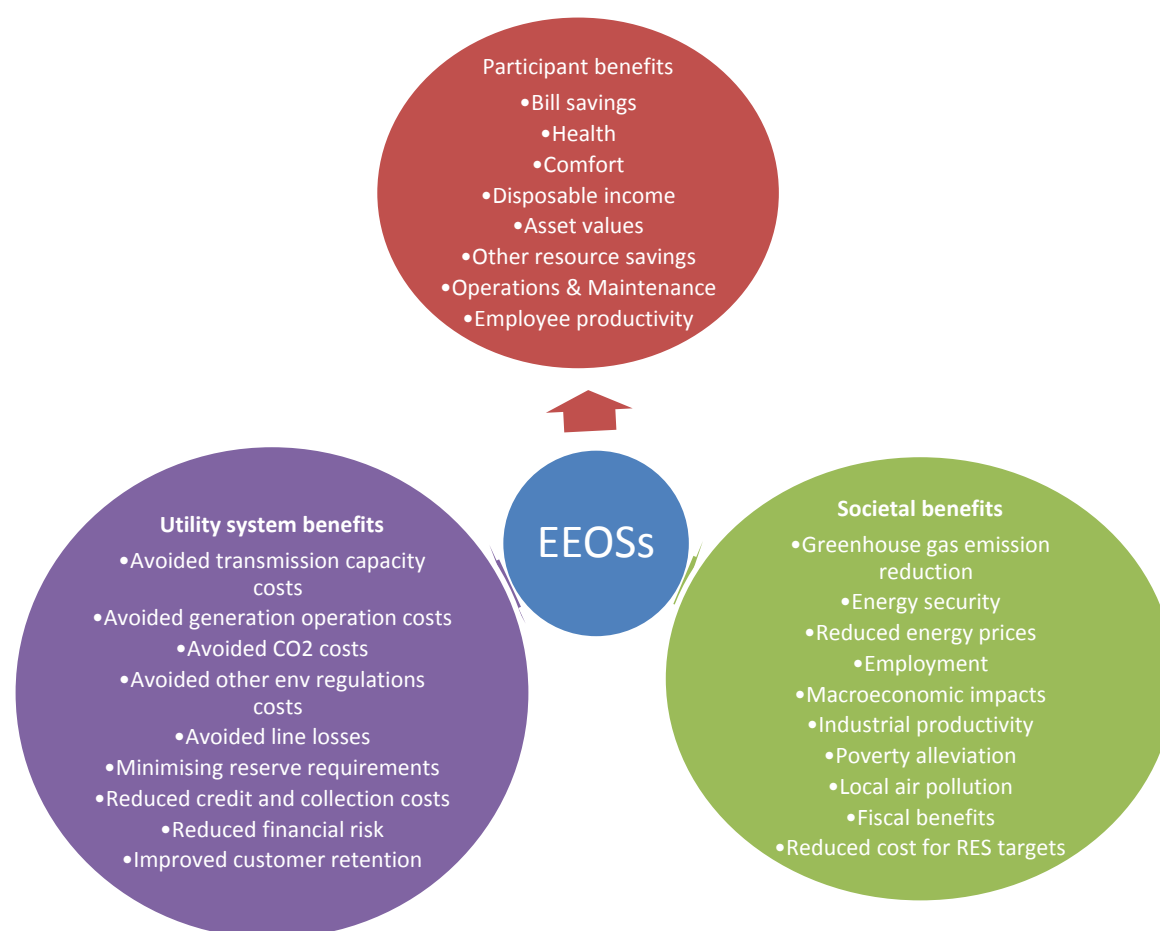 Participant benefits
•Bill savings
•Health
•Comfort
•Disposable income
•Asset values
•Other resource savings
•Operations & Maintenance
•Employee productivity
EEOSs
Utility system benefits
•Avoided transmission capacity
costs
•Avoided generation operation costs
•Avoided CO2 costs
•Avoided other env regulations
costs
•Avoided line losses
•Minimising reserve requirements
•Reduced credit and collection costs
•Reduced financial risk
•Improved customer retention
Societal benefits
•Greenhouse gas emission
reduction
•Energy security
•Reduced energy prices
•Employment
•Macroeconomic impacts
•Industrial productivity
•Poverty alleviation
•Local air pollution
•Fiscal benefits
•Reduced cost for RES targets